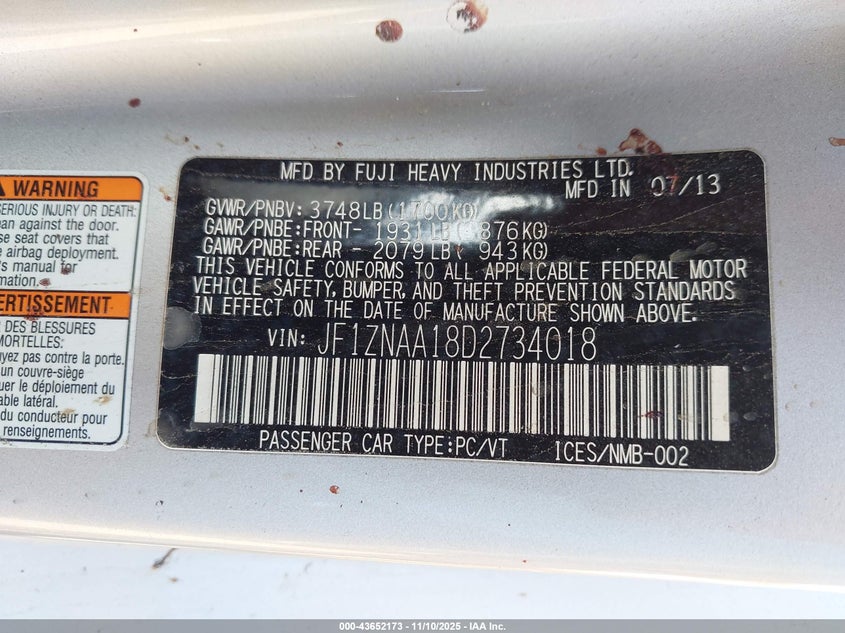 WARNING
SERIOUS INJURY OR DEATH:
an against the door.
se seat covers that
e airbag deployment.
's manual for
mation.
ERTISSEMENT
DES BLESSURES
MORTELLES:
yez pas contre la porte.
un couvre-siège
uer le déploiement du
able latéral.
du conducteur pour
renseignements.
MFD BY FUJI HEAVY INDUSTRIES LTD.
MFD IN 07/13
GVWR/PNBV: 3748LB (1700KG)
GAWR/PNBE:FRONT- 1931LB( 876KG)
GAWR/PNBE:REAR - 2079LB( 943KG)
THIS VEHICLE CONFORMS TO ALL APPLICABLE FEDERAL MOTOR
VEHICLE SAFETY, BUMPER, AND THEFT PREVENTION STANDARDS
IN EFFECT ON THE DATE OF MANUFACTURE SHOWN ABOVE.
VIN: JF1ZNAA18D2734018
PASSENGER CAR TYPE:PC/VT ICES/NMB-002
000-43652173 - 11/10/2025 - IAA Inc.